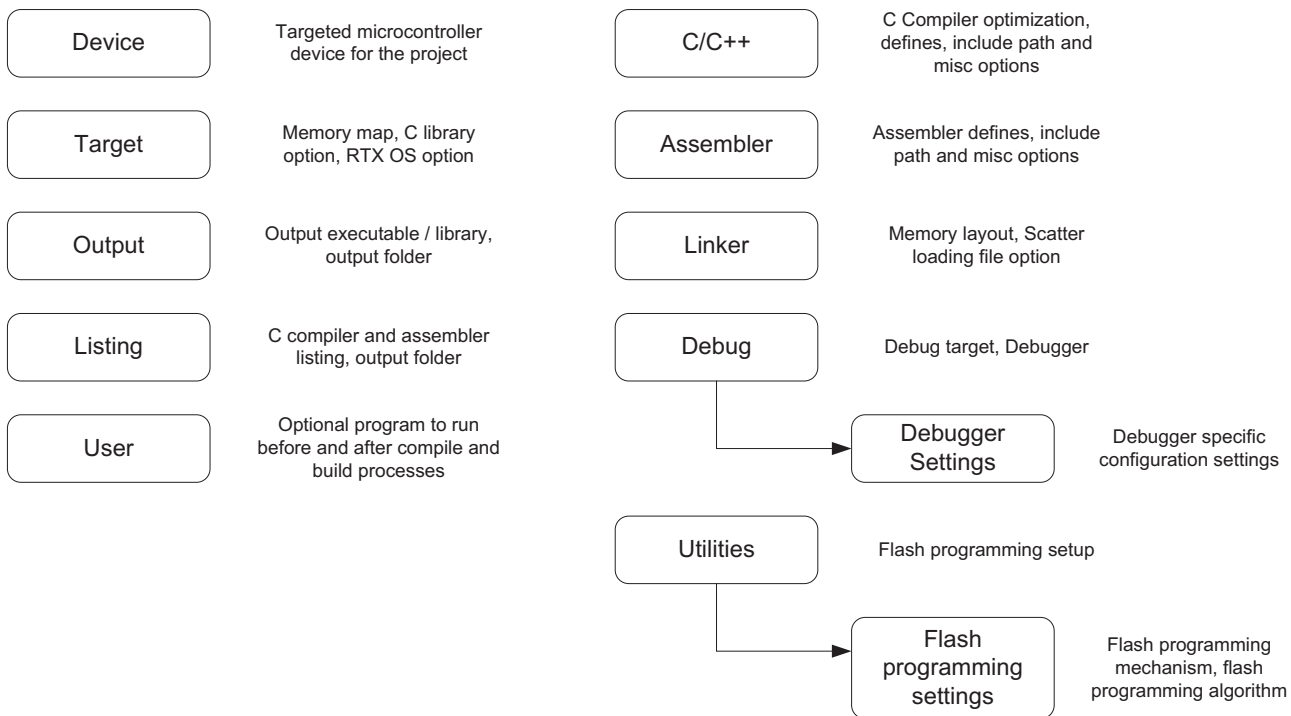 Device
Targeted microcontroller
device for the project
Target
Memory map, C library
option, RTX OS option
Output
Output executable / library,
output folder
Listing
C compiler and assembler
listing, output folder
User
Optional program to run
before and after compile and
build processes
C/C++
C Compiler optimization,
defines, include path and
misc options
Assembler
Assembler defines, include
path and misc options
Linker
Memory layout, Scatter
loading file option
Debug
Debug target, Debugger
Debugger
Settings
Debugger specific
configuration settings
Utilities
Flash programming setup
Flash
programming
settings
Flash programming
mechanism, flash
programming algorithm